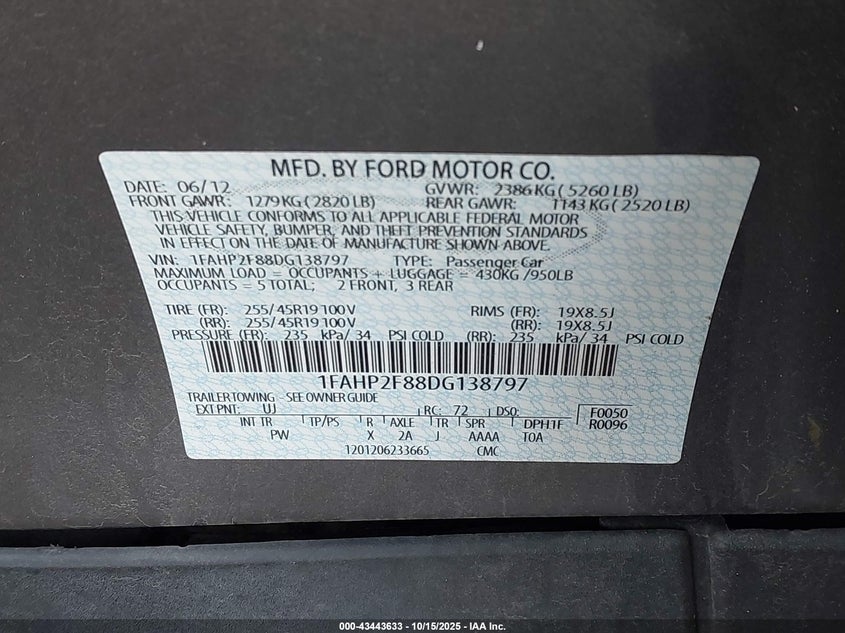 MFD. BY FORD MOTOR CO.
DATE: 06/12 GVWR: 2386 KG ( 5260 LB)
FRONT GAWR: 1279 KG ( 2820 LB) REAR GAWR: 1143 KG ( 2520 LB)
THIS VEHICLE CONFORMS TO ALL APPLICABLE FEDERAL MOTOR
VEHICLE SAFETY, BUMPER, AND THEFT PREVENTION STANDARDS
IN EFFECT ON THE DATE OF MANUFACTURE SHOWN ABOVE.
VIN: 1FAHP2F88DG138797 TYPE: Passenger Car
MAXIMUM LOAD = OCCUPANTS + LUGGAGE = 430KG /950LB
OCCUPANTS = 5 TOTAL; 2 FRONT, 3 REAR
TIRE (FR): 255/45R19 100V RIMS (FR): 19X8.5J
(RR): 255/45R19 100V (RR): 19X8.5J
PRESSURE (FR): 235 kPa/ 34 PSI COLD (RR): 235 kPa/ 34 PSI COLD
1FAHP2F88DG138797
TRAILER TOWING - SEE OWNER GUIDE
EXT PNT: UJ RC: 72 DSO: F0050
INT TR TP/PS R AXLE TR SPR DPH1F R0096
PW X 2A J AAAA TOA
1201206233665 CMC
000-43443633 - 10/15/2025 - IAA Inc.